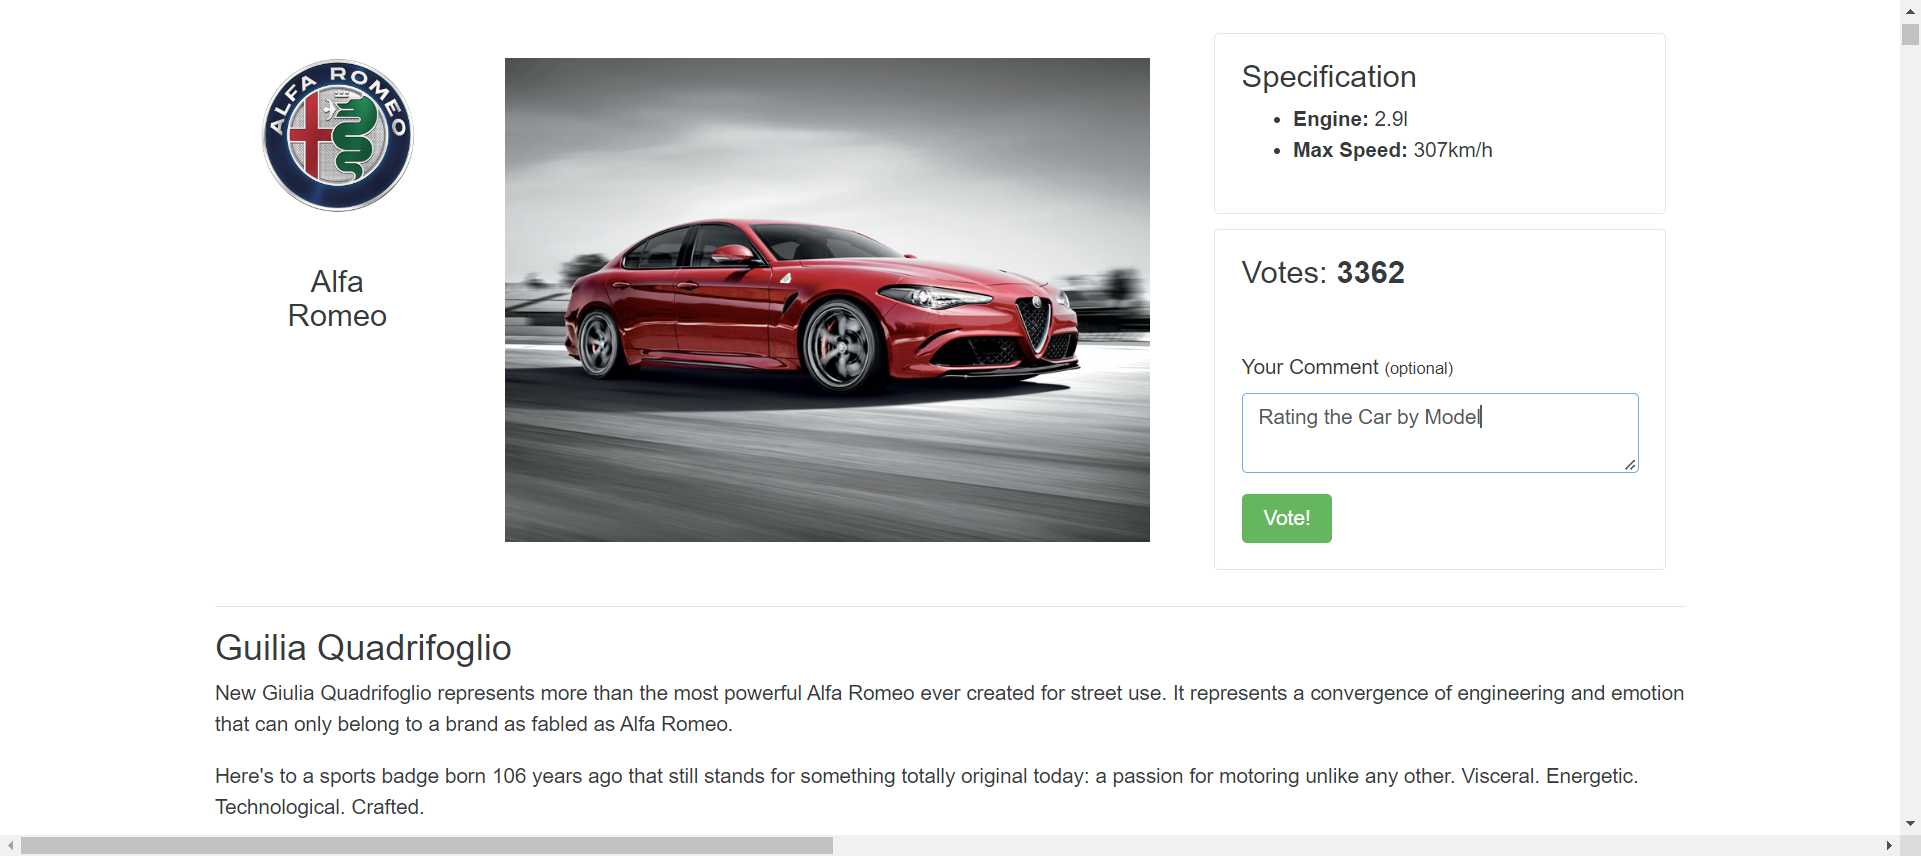 ALFA ROMEO
Alfa
Romeo
Specification
• Engine: 2.9l
• Max Speed: 307km/h
Votes: 3362
Your Comment (optional)
Rating the Car by Model
Vote!
Guilia Quadrifoglio
New Giulia Quadrifoglio represents more than the most powerful Alfa Romeo ever created for street use. It represents a convergence of engineering and emotion
that can only belong to a brand as fabled as Alfa Romeo.
Here's to a sports badge born 106 years ago that still stands for something totally original today: a passion for motoring unlike any other. Visceral. Energetic.
Technological. Crafted.